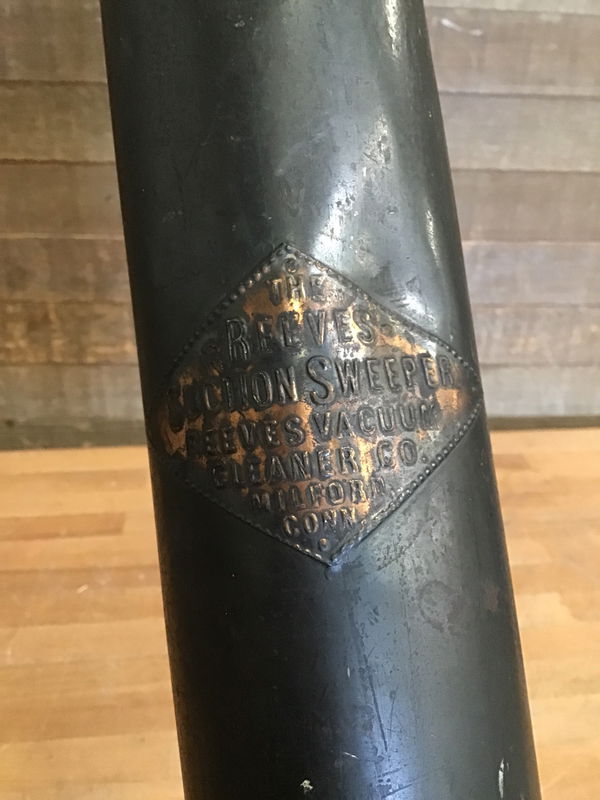 THE
REEVES
SUCTION SWEEPER
REEVES VACUUM
CLEANER CO.
MILFORD,
CONN.